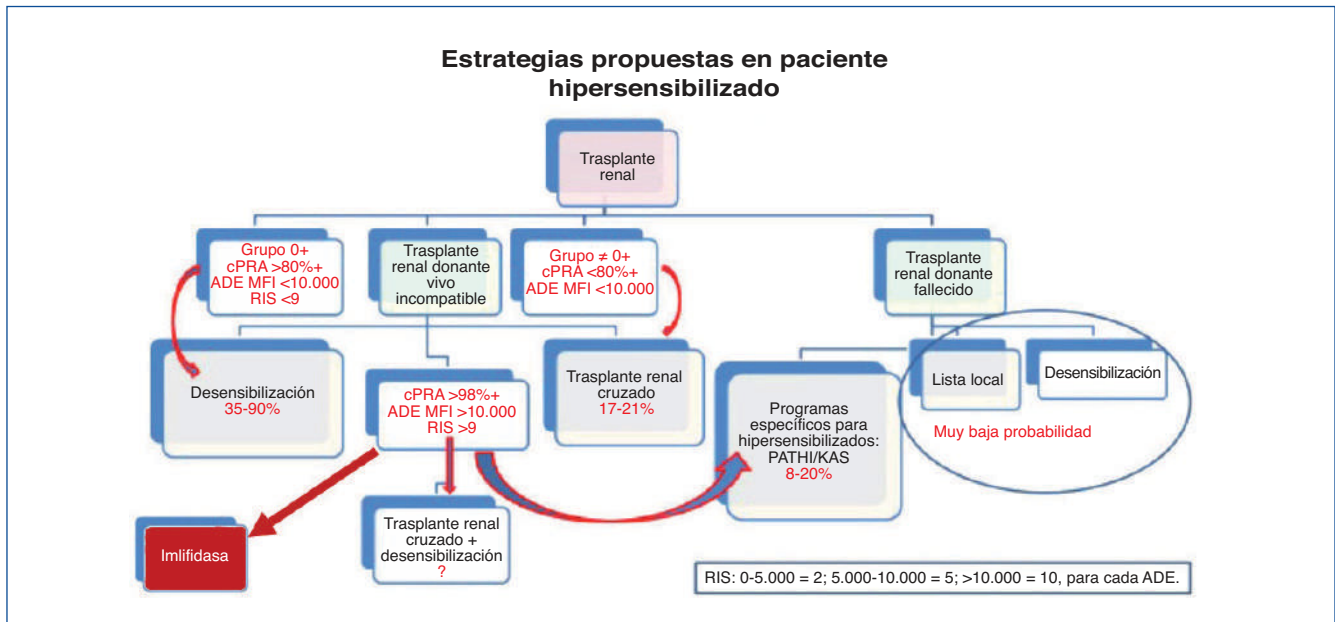 Estrategias propuestas en paciente
hipersensibilizado
Trasplante
renal
Grupo 0+
cPRA >80%+
ADE MFI <10.000
RIS <9
Trasplante
renal donante
vivo
incompatible
Grupo ≠ 0+
cPRA <80%+
ADE MFI <10.000
Trasplante
renal donante
fallecido
Desensibilización
35-90%
cPRA >98%+
ADE MFI >10.000
RIS >9
Trasplante renal
cruzado
17-21%
Programas
específicos para
hipersensibilizados:
PATHI/KAS
8-20%
Lista local
Desensibilización
Muy baja probabilidad
Imlifidasa
Trasplante renal
cruzado +
desensibilización
?
RIS: 0-5.000 = 2; 5.000-10.000 = 5; >10.000 = 10, para cada ADE.